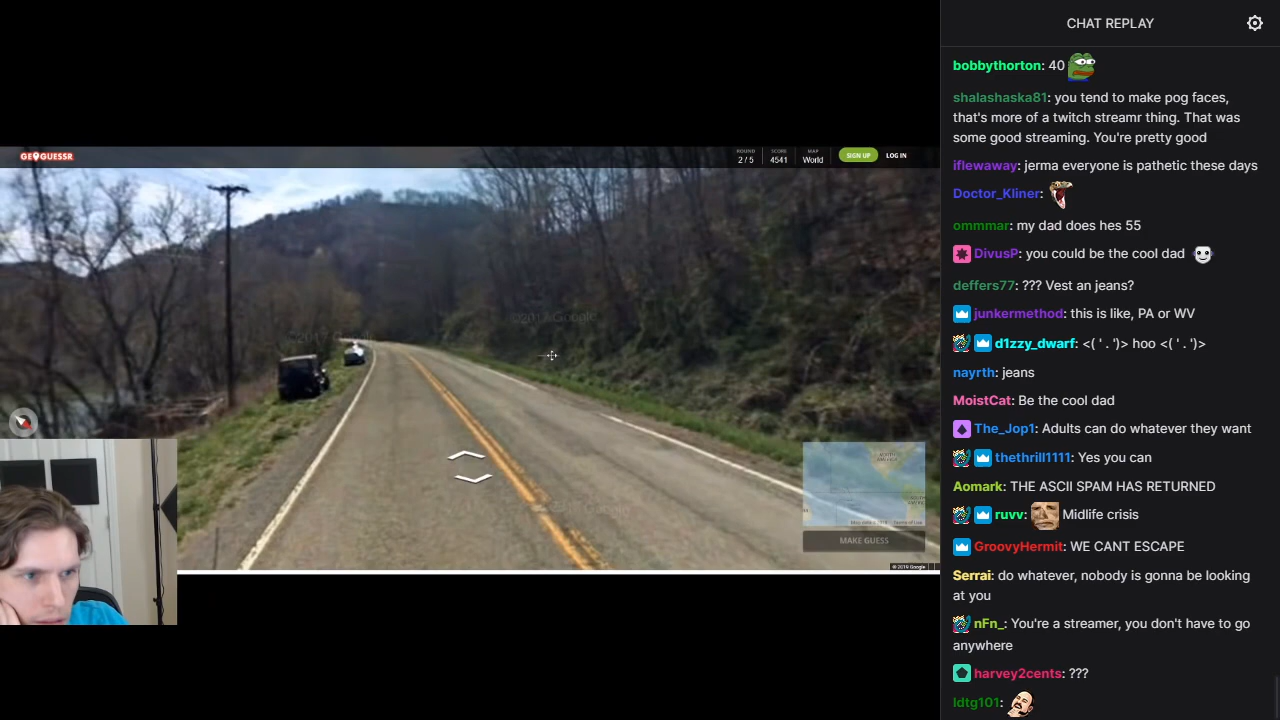 CHAT REPLAY
bobbythorton: 40
shalashaska81: you tend to make pog faces,
that's more of a twitch streamr thing. That was
some good streaming. You're pretty good
iflewaway: jerma everyone is pathetic these days
Doctor_Kliner:
ommmar: my dad does hes 55
DivusP: you could be the cool dad
deffers77: ??? Vest an jeans?
junkermethod: this is like, PA or WV
d1zzy_dwarf: <( ' . ')> hoo <( ' . ')>
nayrth: jeans
MoistCat: Be the cool dad
The_Jop1: Adults can do whatever they want
thethrill1111: Yes you can
Aomark: THE ASCII SPAM HAS RETURNED
ruvv: Midlife crisis
GroovyHermit: WE CANT ESCAPE
Serrai: do whatever, nobody is gonna be looking
at you
nFn_: You're a streamer, you don't have to go
anywhere
harvey2cents: ???
ldtg101:
GEOGUESSR
ROUND
2 / 5
SCORE
4541
MAP
World
SIGN UP
LOG IN
©2017 Google
MAKE GUESS
© 2019 Google